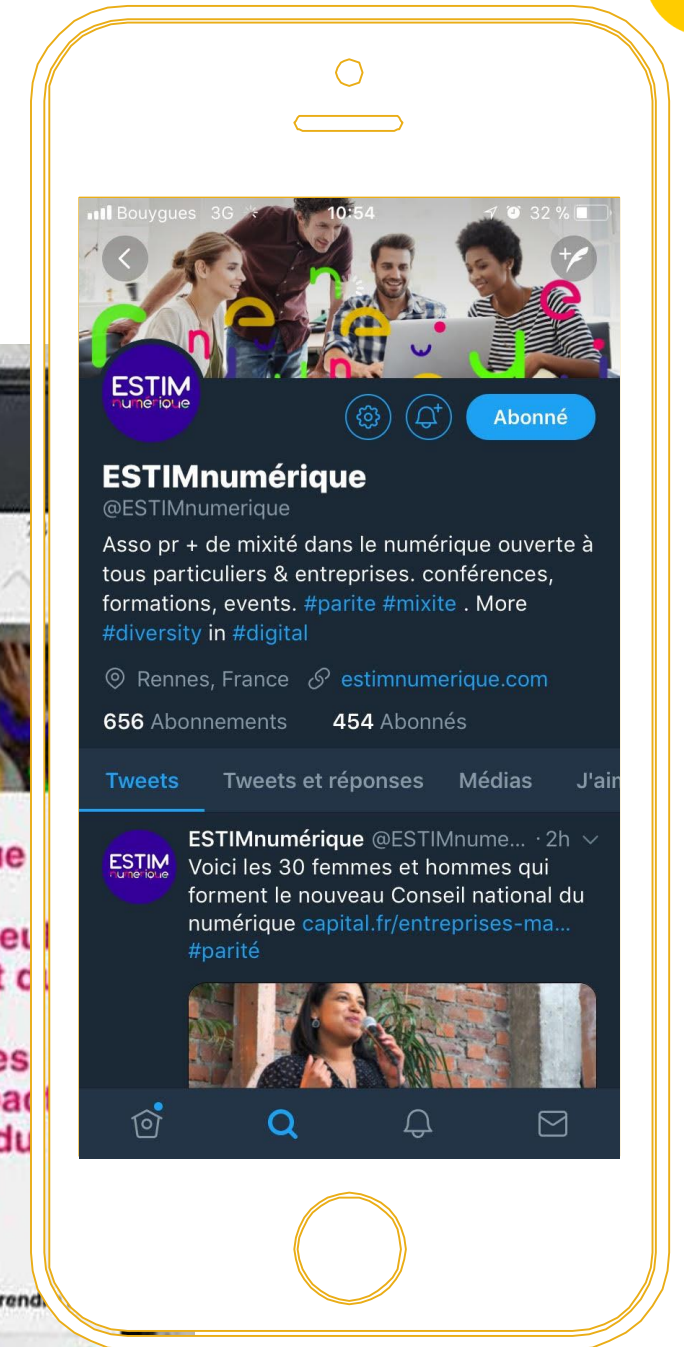 Bouygues 3G 10:54 32 %
ESTIM
numérique
Abonné
ESTIMnumérique
@ESTIMnumerique
Asso pr + de mixité dans le numérique ouverte à
tous particuliers & entreprises. conférences,
formations, events. #parite #mixite . More
#diversity in #digital
Rennes, France estimnumerique.com
656 Abonnements 454 Abonnés
Tweets Tweets et réponses Médias J'aim
ESTIMnumérique @ESTIMnume... · 2h
ESTIM
numérique
Voici les 30 femmes et hommes qui
forment le nouveau Conseil national du
numérique capital.fr/entreprises-ma...
#parité